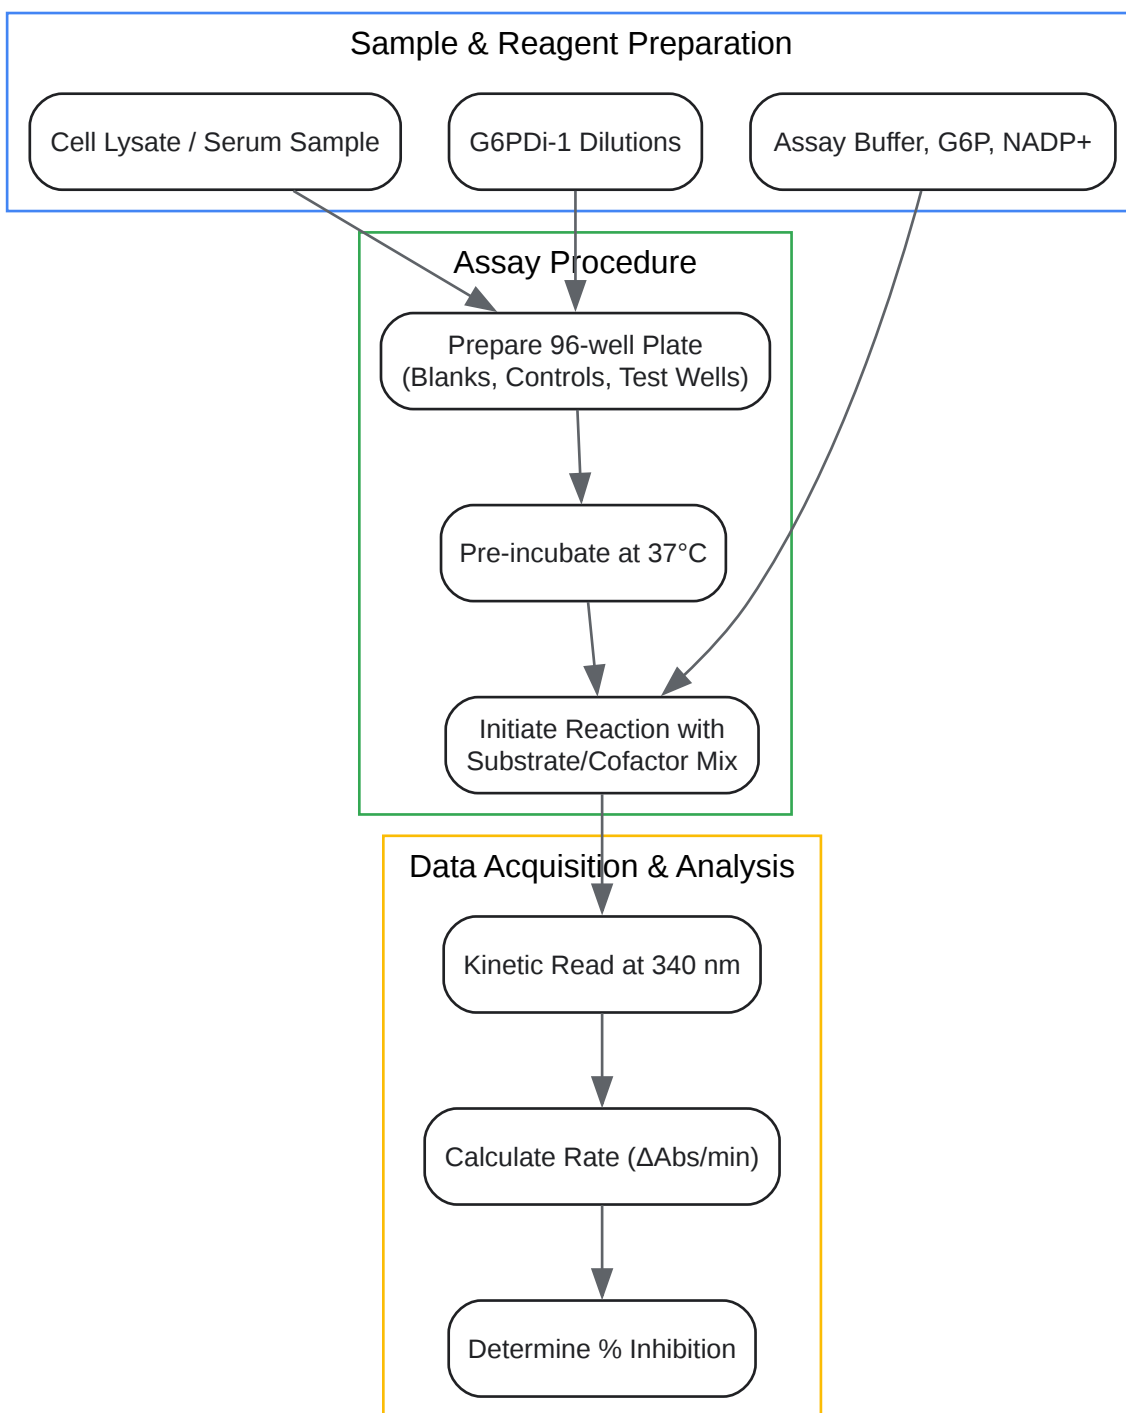 Sample & Reagent Preparation
Cell Lysate / Serum Sample
G6PDi-1 Dilutions
Assay Buffer, G6P, NADP+
Assay Procedure
Prepare 96-well Plate
(Blanks, Controls, Test Wells)
Pre-incubate at 37°C
Initiate Reaction with
Substrate/Cofactor Mix
Data Acquisition & Analysis
Kinetic Read at 340 nm
Calculate Rate (ΔAbs/min)
Determine % Inhibition